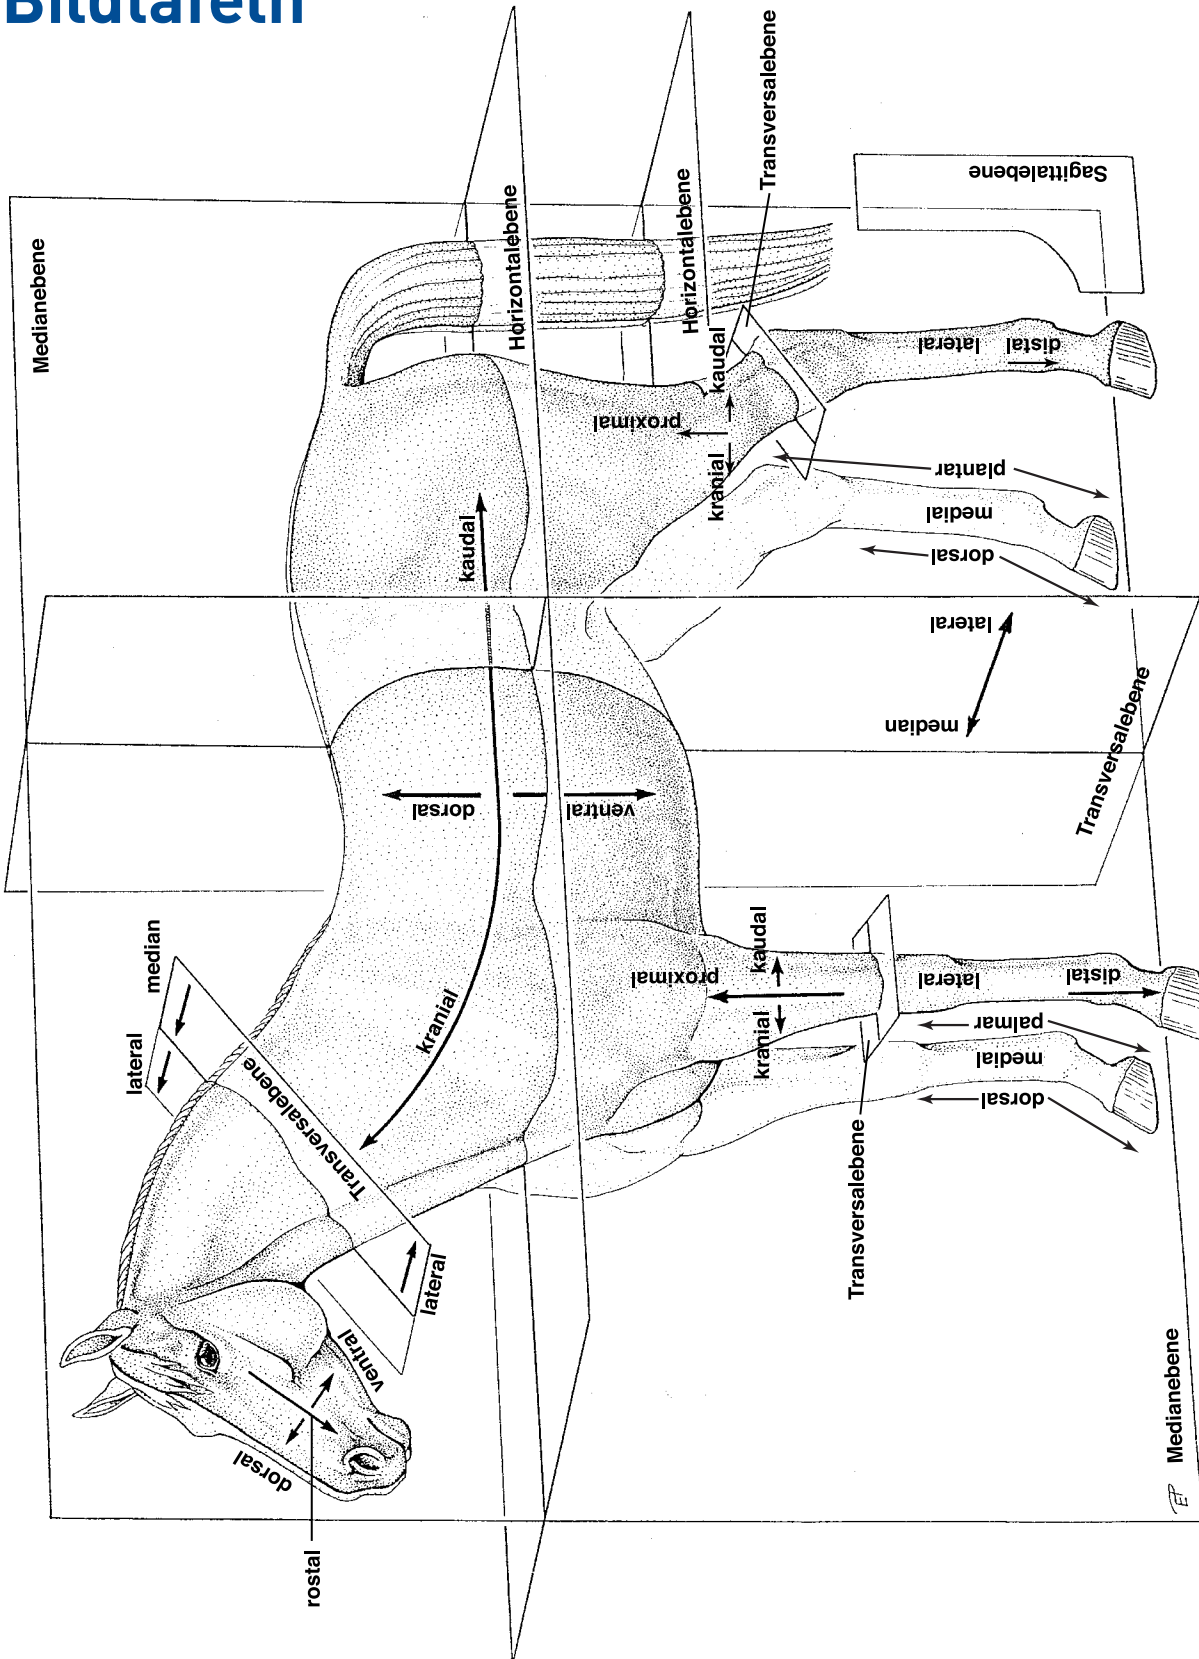 Bildtafeln
Medianebene
Horizontalebene
Horizontalebene
Transversalebene
Sagittalebene
kaudal
proximal
kranial
kaudal
lateral
distal
plantar
medial
dorsal
lateral
median
Transversalebene
dorsal
ventral
kranial
median
lateral
Transversalebene
lateral
proximal
kaudal
kranial
lateral
distal
palmar
medial
dorsal
Transversalebene
ventral
dorsal
rostal
Medianebene